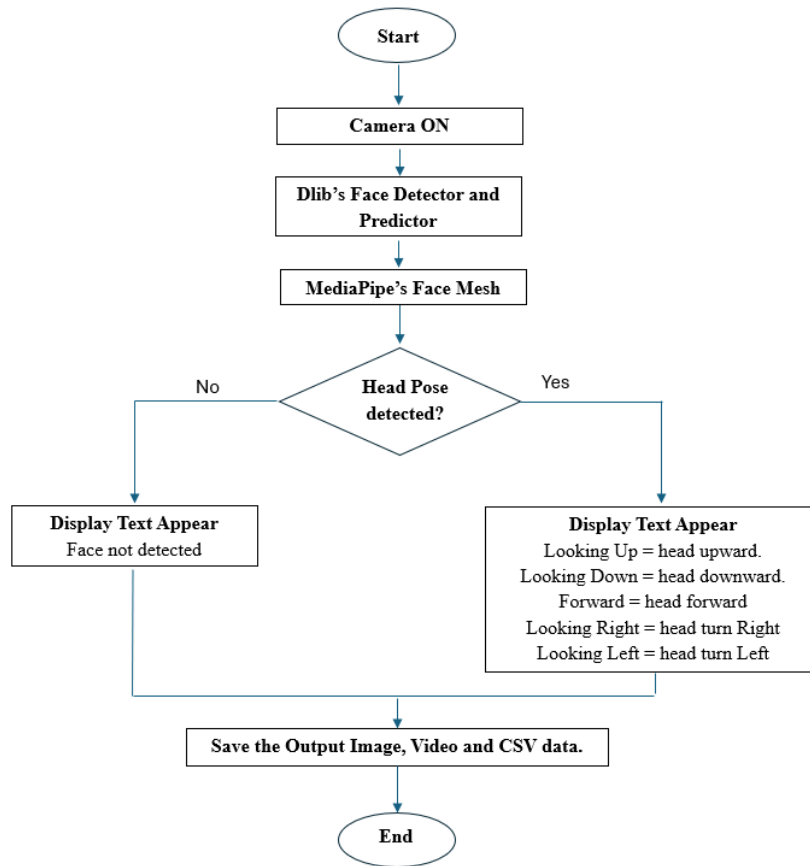 Start
Camera ON
Dlib’s Face Detector and
Predictor
MediaPipe’s Face Mesh
Head Pose
detected?
No
Yes
Display Text Appear
Face not detected
Display Text Appear
Looking Up = head upward.
Looking Down = head downward.
Forward = head forward
Looking Right = head turn Right
Looking Left = head turn Left
Save the Output Image, Video and CSV data.
End